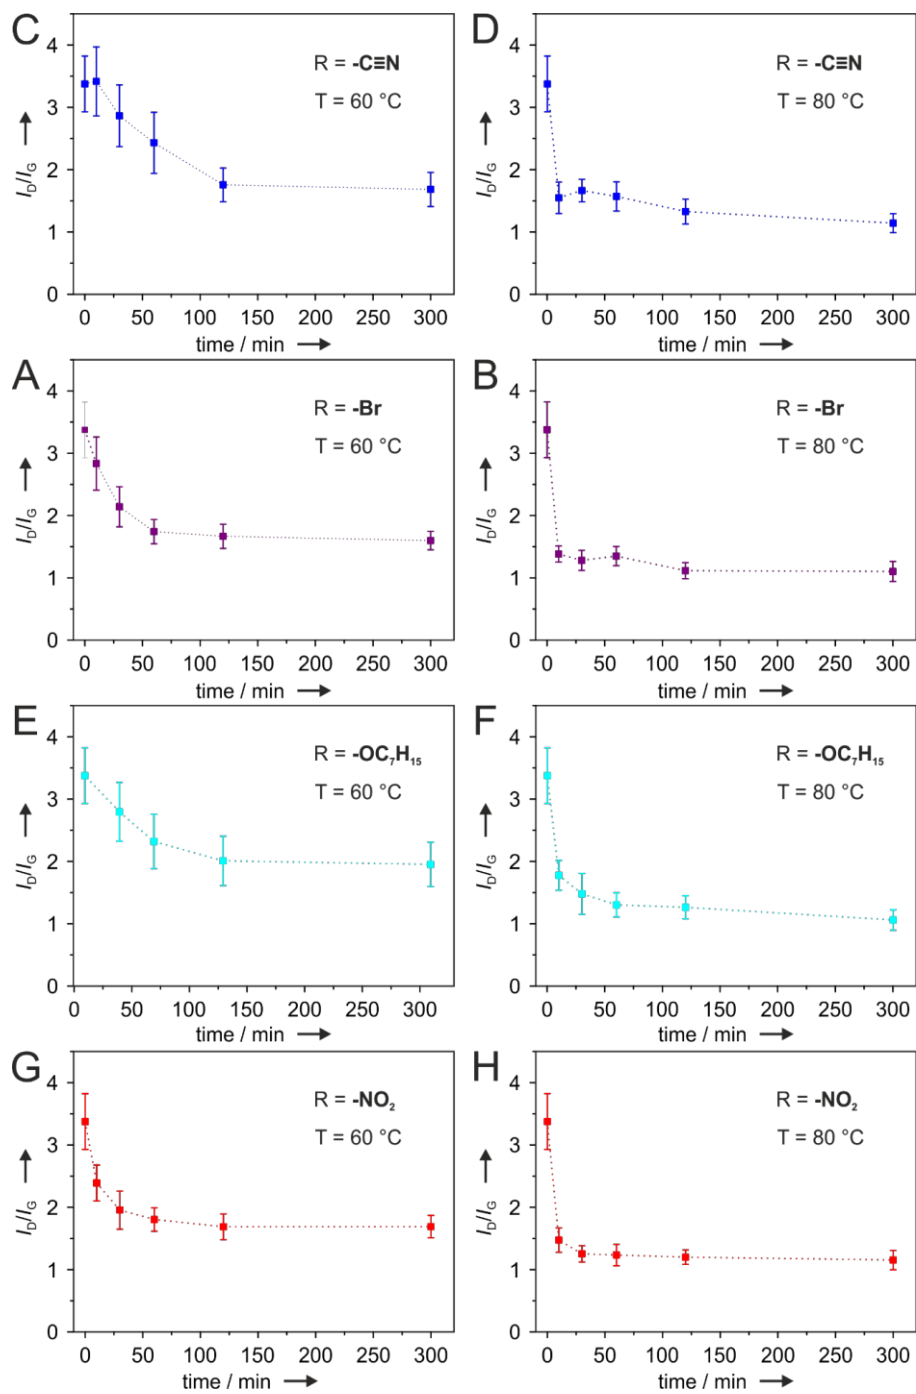 C
R = -C≡N
T = 60 °C
I_D/I_G
4
3
2
1
0
0 50 100 150 200 250 300
time / min
D
R = -C≡N
T = 80 °C
I_D/I_G
4
3
2
1
0
0 50 100 150 200 250 300
time / min
A
R = -Br
T = 60 °C
I_D/I_G
4
3
2
1
0
0 50 100 150 200 250 300
time / min
B
R = -Br
T = 80 °C
I_D/I_G
4
3
2
1
0
0 50 100 150 200 250 300
time / min
E
R = -OC₇H₁₅
T = 60 °C
I_D/I_G
4
3
2
1
0
0 50 100 150 200 250 300
time / min
F
R = -OC₇H₁₅
T = 80 °C
I_D/I_G
4
3
2
1
0
0 50 100 150 200 250 300
time / min
G
R = -NO₂
T = 60 °C
I_D/I_G
4
3
2
1
0
0 50 100 150 200 250 300
time / min
H
R = -NO₂
T = 80 °C
I_D/I_G
4
3
2
1
0
0 50 100 150 200 250 300
time / min